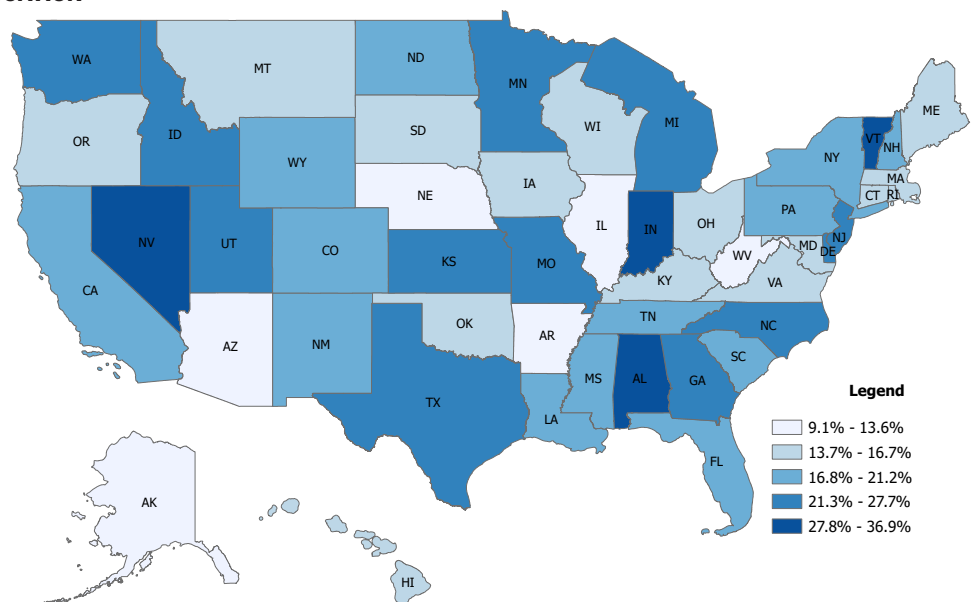 WA
MT
ND
MN
ME
OR
ID
SD
WI
MI
VT
NH
NY
WY
MA
IA
CT
RI
NE
PA
NV
UT
CO
IL
IN
OH
NJ
MD
DE
KS
MO
WV
VA
KY
CA
OK
TN
NC
AZ
NM
AR
SC
MS
AL
GA
TX
LA
FL
AK
HI
Legend
9.1% - 13.6%
13.7% - 16.7%
16.8% - 21.2%
21.3% - 27.7%
27.8% - 36.9%